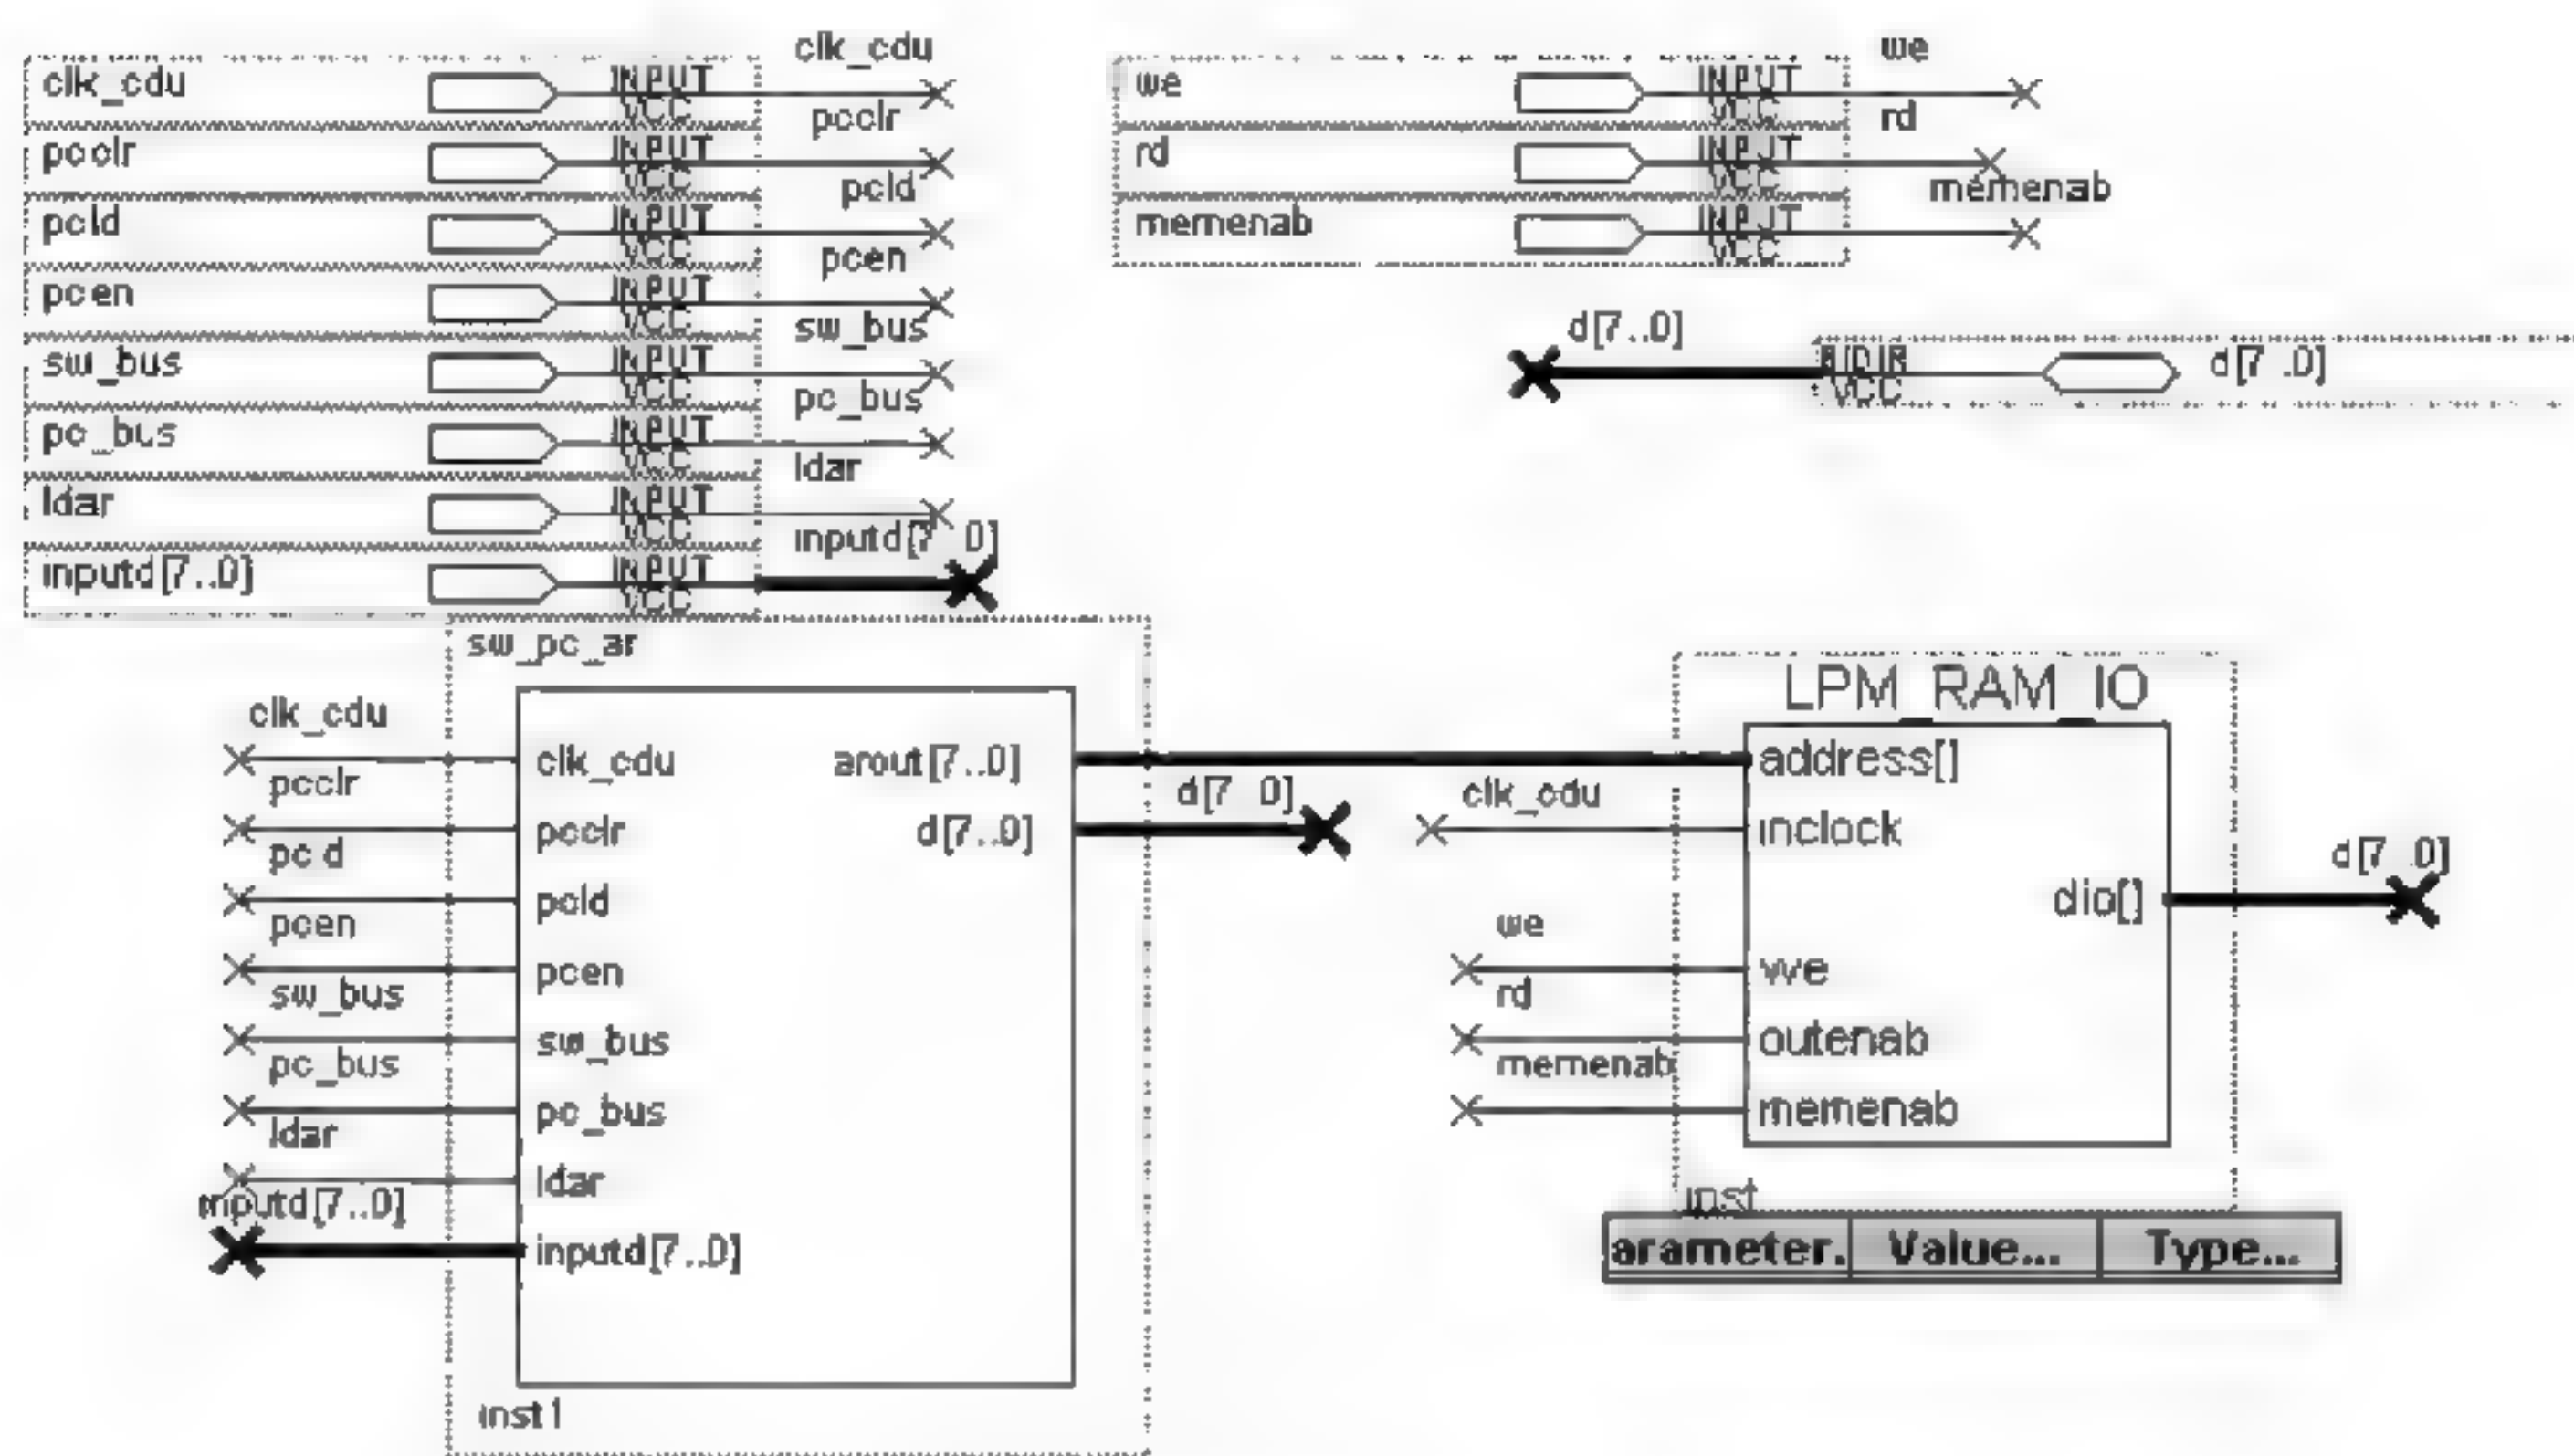 clk_cdu INPUT VCC clk_cdu
pcclr INPUT VCC pcclr
pcld INPUT VCC pcld
pcen INPUT VCC pcen
sw_bus INPUT VCC sw_bus
pc_bus INPUT VCC pc_bus
ldar INPUT VCC ldar
inputd[7..0] INPUT VCC inputd[7 0]
we INPUT VCC we
rd INPUT VCC rd
memenab INPUT VCC memenab
d[7..0] BIDIR VCC d[7 .0]
sw_pc_ar
clk_cdu clk_cdu arout[7..0]
pcclr pcclr d[7..0] d[7 0]
pc d pcld
pcen pcen
sw_bus sw_bus
pc_bus pc_bus
ldar ldar
inputd[7..0] inputd[7..0]
inst1
LPM_RAM_IO
address[]
clk_cdu inclock
dio[] d[7 .0]
we we
rd outenab
memenab memenab
inst
arameter. Value... Type...